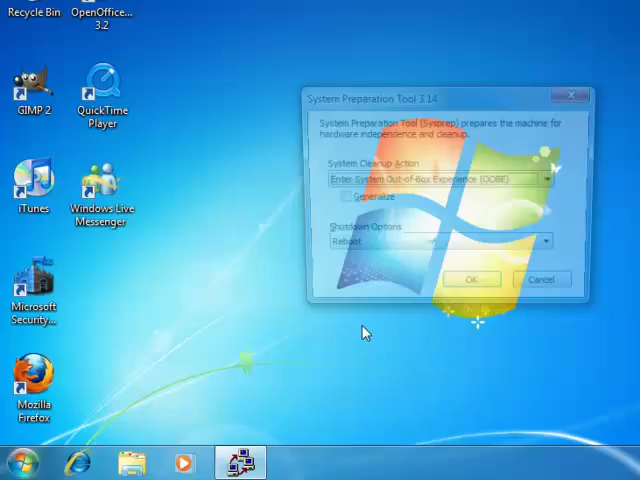 Recycle Bin
OpenOffice...
3.2
GIMP 2
QuickTime
Player
iTunes
Windows Live
Messenger
Microsoft
Security...
Mozilla
Firefox
System Preparation Tool 3.14
System Preparation Tool (Sysprep) prepares the machine for
hardware independence and cleanup.
System Cleanup Action
Enter System Out-of-Box Experience (OOBE)
Generalize
Shutdown Options
Reboot
OK
Cancel